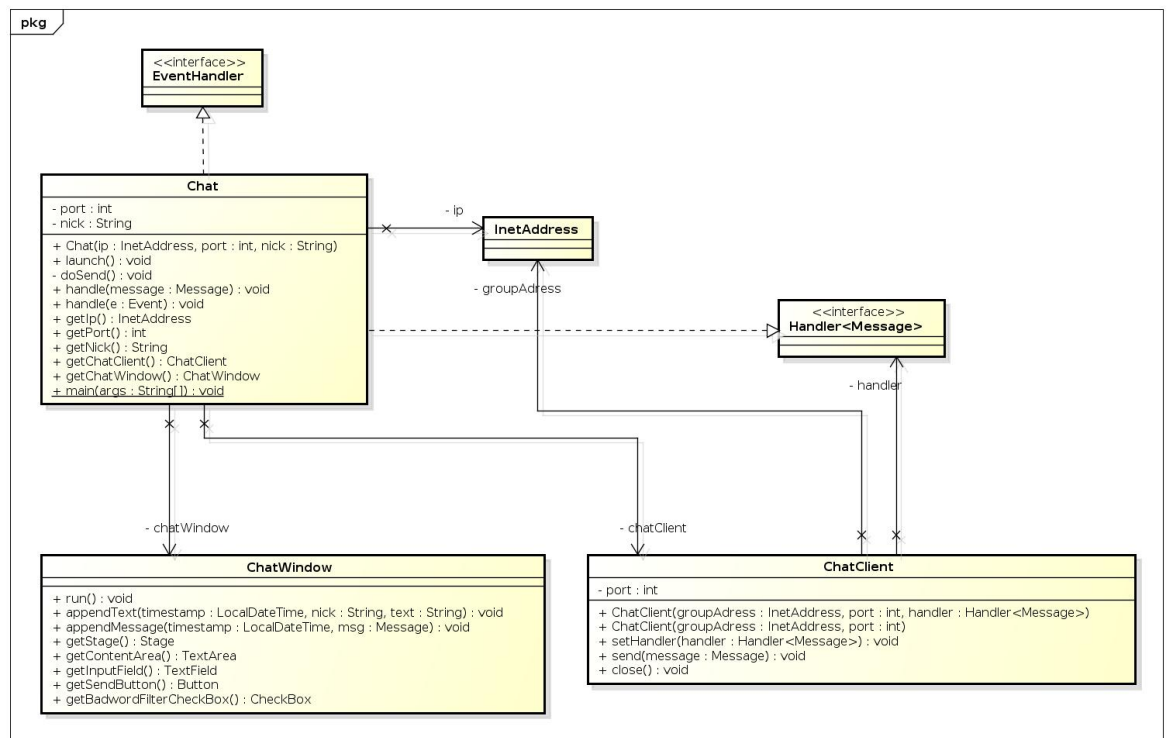 pkg
<<interface>>
EventHandler
Chat
- port : int
- nick : String
+ Chat(ip : InetAddress, port : int, nick : String)
+ launch() : void
- doSend() : void
+ handle(message : Message) : void
+ handle(e : Event) : void
+ getIp() : InetAddress
+ getPort() : int
+ getNick() : String
+ getChatClient() : ChatClient
+ getChatWindow() : ChatWindow
+ main(args : String[]) : void
- ip
InetAddress
- groupAdress
<<interface>>
Handler<Message>
- handler
- chatWindow
- chatClient
ChatWindow
+ run() : void
+ appendText(timestamp : LocalDateTime, nick : String, text : String) : void
+ appendMessage(timestamp : LocalDateTime, msg : Message) : void
+ getStage() : Stage
+ getContentArea() : TextArea
+ getInputField() : TextField
+ getSendButton() : Button
+ getBadwordFilterCheckBox() : CheckBox
ChatClient
- port : int
+ ChatClient(groupAdress : InetAddress, port : int, handler : Handler<Message>)
+ ChatClient(groupAdress : InetAddress, port : int)
+ setHandler(handler : Handler<Message>) : void
+ send(message : Message) : void
+ close() : void